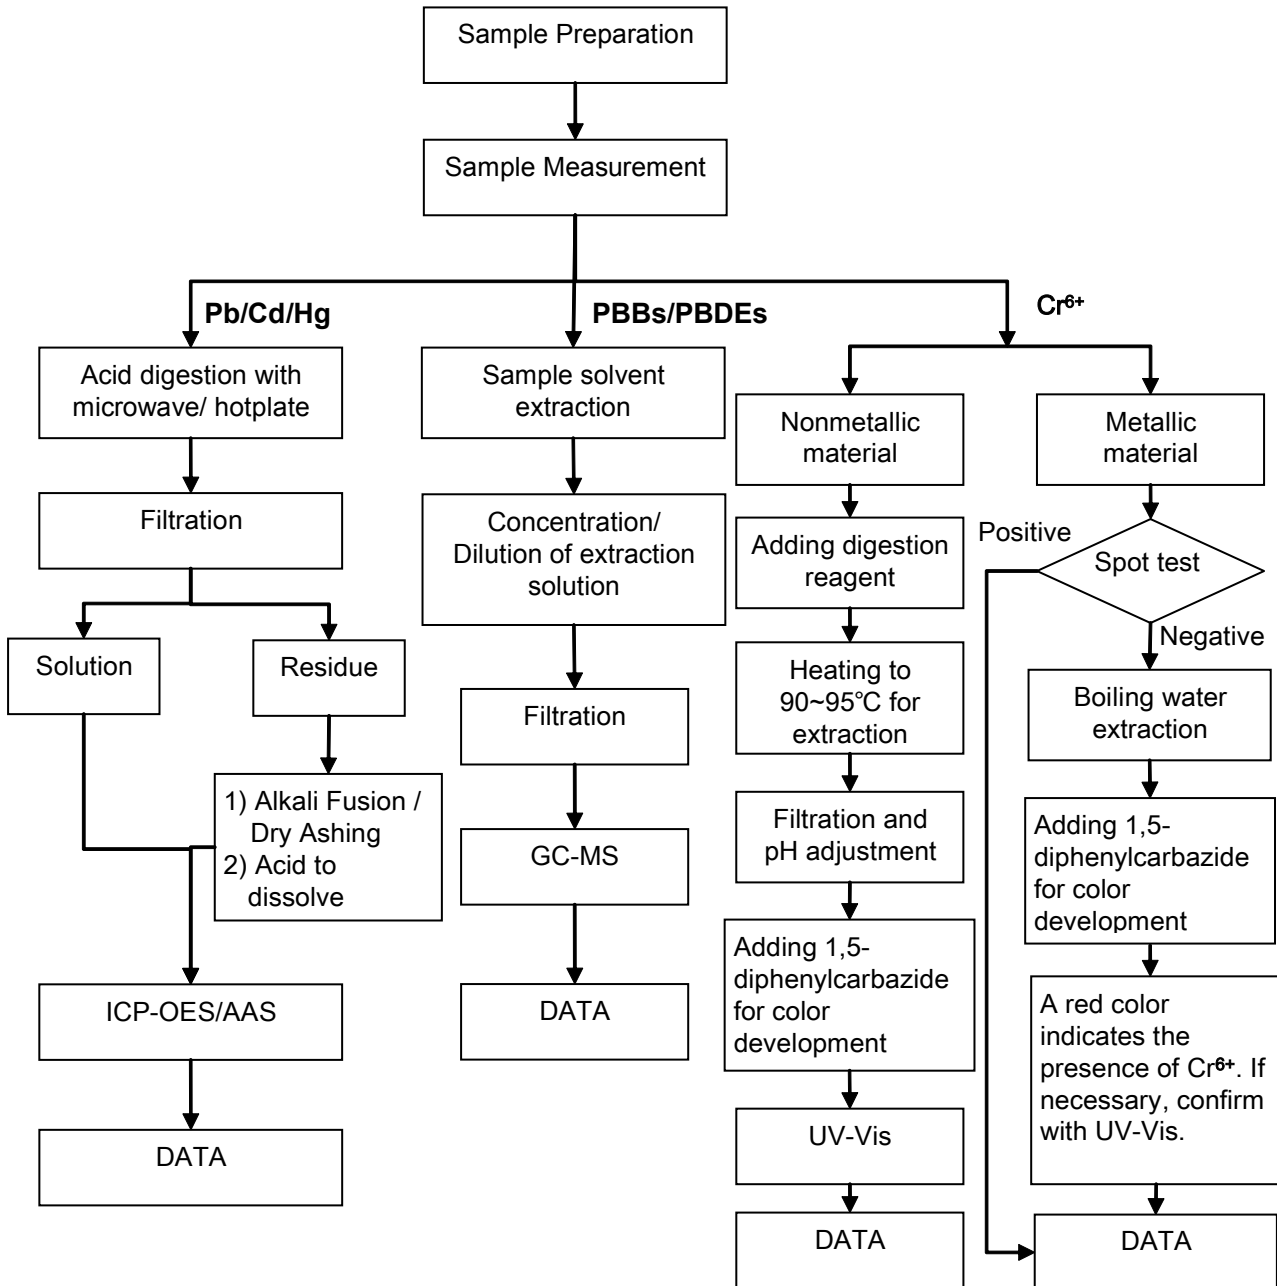 Sample Preparation
Sample Measurement
Pb/Cd/Hg
PBBs/PBDEs
Cr⁶⁺
Acid digestion with
microwave/ hotplate
Filtration
Solution
Residue
1) Alkali Fusion /
Dry Ashing
2) Acid to
dissolve
ICP-OES/AAS
DATA
Sample solvent
extraction
Concentration/
Dilution of extraction
solution
Filtration
GC-MS
DATA
Nonmetallic
material
Adding digestion
reagent
Heating to
90~95℃ for
extraction
Filtration and
pH adjustment
Adding 1,5-
diphenylcarbazide
for color
development
UV-Vis
DATA
Metallic
material
Spot test
Positive
Negative
Boiling water
extraction
Adding 1,5-
diphenylcarbazide
for color
development
A red color
indicates the
presence of Cr⁶⁺. If
necessary, confirm
with UV-Vis.
DATA